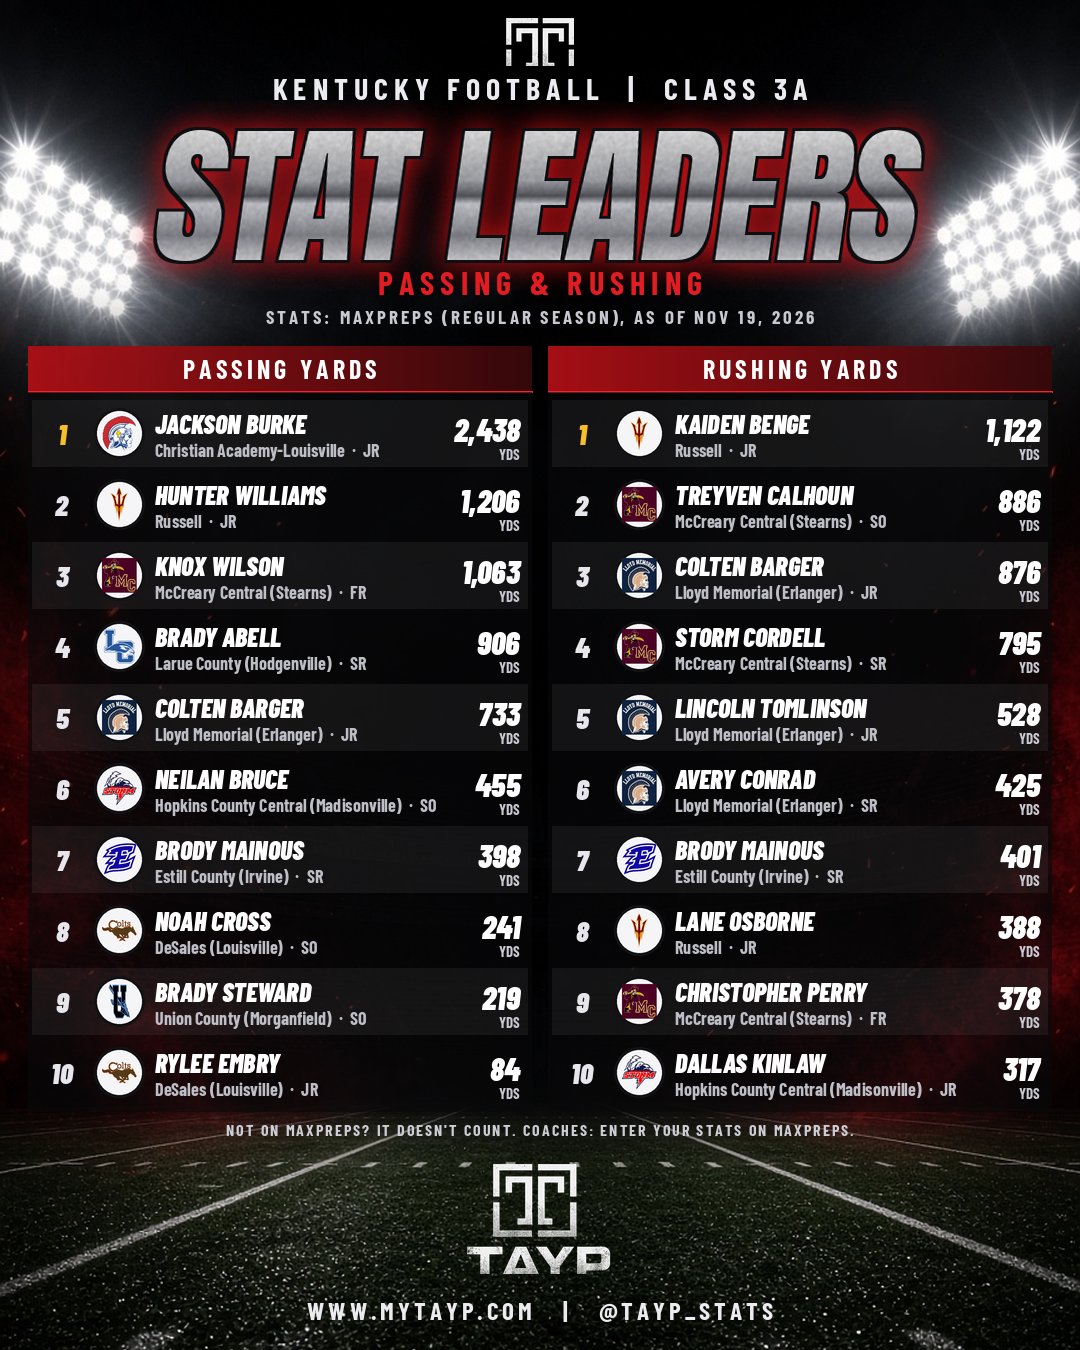 KENTUCKY FOOTBALL | CLASS 3A
STAT LEADERS
PASSING & RUSHING
STATS: MAXPREPS (REGULAR SEASON), AS OF NOV 19, 2026
PASSING YARDS
1 JACKSON BURKE 2,438
Christian Academy-Louisville · JR YDS
2 HUNTER WILLIAMS 1,206
Russell · JR YDS
3 KNOX WILSON 1,063
McCreary Central (Stearns) · FR YDS
4 BRADY ABELL 906
Larue County (Hodgenville) · SR YDS
5 COLTEN BARGER 733
Lloyd Memorial (Erlanger) · JR YDS
6 NEILAN BRUCE 455
Hopkins County Central (Madisonville) · SO YDS
7 BRODY MAINOUS 398
Estill County (Irvine) · SR YDS
8 NOAH CROSS 241
DeSales (Louisville) · SO YDS
9 BRADY STEWARD 219
Union County (Morganfield) · SO YDS
10 RYLEE EMBRY 84
DeSales (Louisville) · JR YDS
RUSHING YARDS
1 KAIDEN BENGE 1,122
Russell · JR YDS
2 TREYVEN CALHOUN 886
McCreary Central (Stearns) · SO YDS
3 COLTEN BARGER 876
Lloyd Memorial (Erlanger) · JR YDS
4 STORM CORDELL 795
McCreary Central (Stearns) · SR YDS
5 LINCOLN TOMLINSON 528
Lloyd Memorial (Erlanger) · JR YDS
6 AVERY CONRAD 425
Lloyd Memorial (Erlanger) · SR YDS
7 BRODY MAINOUS 401
Estill County (Irvine) · SR YDS
8 LANE OSBORNE 388
Russell · JR YDS
9 CHRISTOPHER PERRY 378
McCreary Central (Stearns) · FR YDS
10 DALLAS KINLAW 317
Hopkins County Central (Madisonville) · JR YDS
NOT ON MAXPREPS? IT DOESN'T COUNT. COACHES: ENTER YOUR STATS ON MAXPREPS.
TAYP
WWW.MYTAYP.COM | @TAYP_STATS